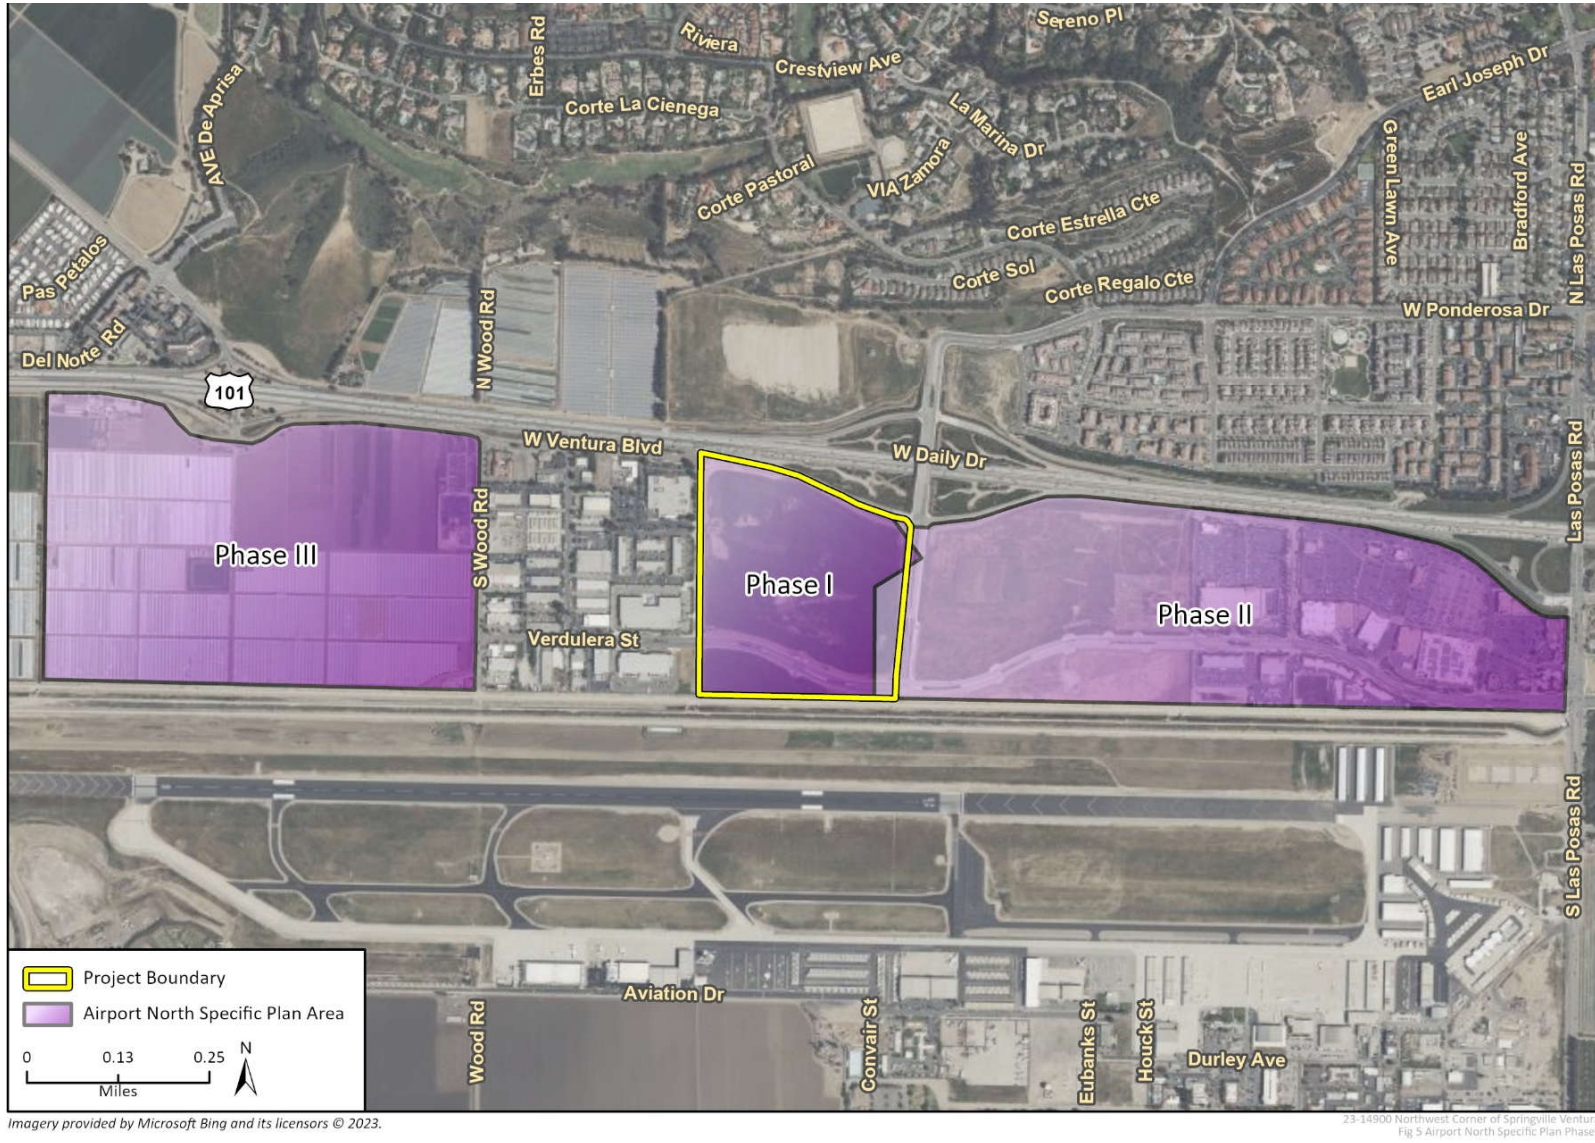 Sereno Pl
Erbes Rd
Riviera
Crestview Ave
Earl Joseph Dr
AVE De Aprisa
Corte La Cienega
La Marina Dr
Green Lawn Ave
Bradford Ave
N Las Posas Rd
Corte Pastoral
VIA Zamora
Corte Estrella Cte
Pas Petalos
Corte Sol
Corte Regalo Cte
N Wood Rd
W Ponderosa Dr
Del Norte Rd
101
W Ventura Blvd
W Daily Dr
Las Posas Rd
Phase III
S Wood Rd
Phase I
Phase II
Verdulera St
S Las Posas Rd
Project Boundary
Airport North Specific Plan Area
0 0.13 0.25
Miles
N
Wood Rd
Aviation Dr
Convair St
Eubanks St
Houck St
Durley Ave
Imagery provided by Microsoft Bing and its licensors © 2023.
23-14900 Northwest Corner of Springville Ventur
Fig 5 Airport North Specific Plan Phase